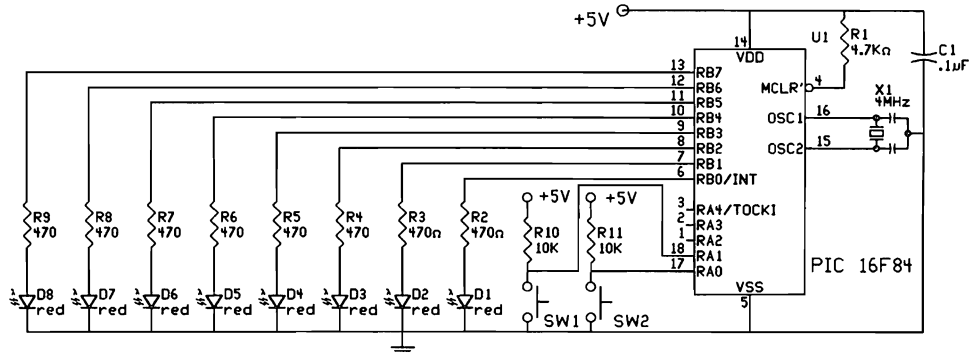 +5V
U1
R1
4.7KΩ
C1
.1µF
14
VDD
13
RB7
12
RB6
11
RB5
10
RB4
9
RB3
8
RB2
7
RB1
6
RB0/INT
4
MCLR'
X1
4MHz
16
OSC1
15
OSC2
3
RA4/TOCKI
2
RA3
1
RA2
18
RA1
17
RA0
VSS
5
PIC 16F84
R9
470
R8
470
R7
470
R6
470
R5
470
R4
470
R3
470Ω
R2
470Ω
+5V
R10
10K
+5V
R11
10K
D8
red
D7
red
D6
red
D5
red
D4
red
D3
red
D2
red
D1
red
SW1
SW2